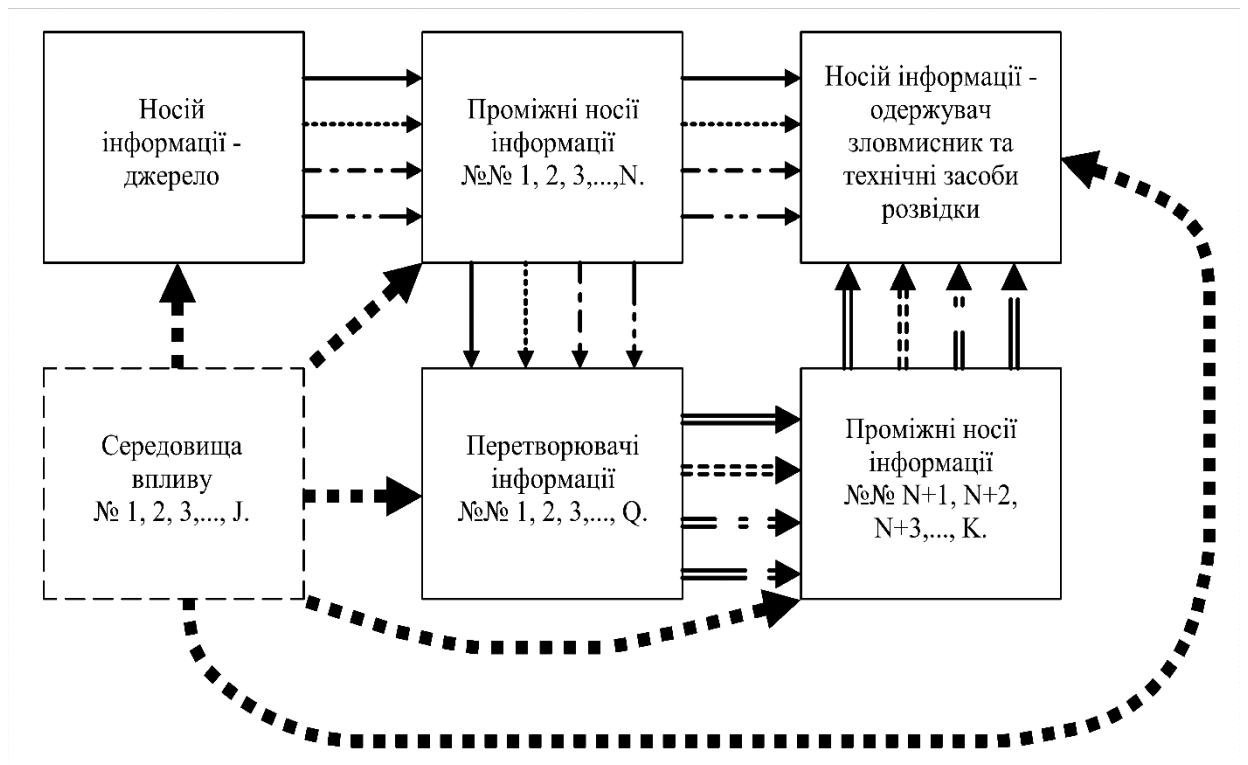 Носій
інформації -
джерело
Проміжні носії
інформації
№№ 1, 2, 3,...,N.
Носій інформації -
одержувач
зловмисник та
технічні засоби
розвідки
Середовища
впливу
№ 1, 2, 3,..., J.
Перетворювачі
інформації
№№ 1, 2, 3,..., Q.
Проміжні носії
інформації
№№ N+1, N+2,
N+3,..., K.